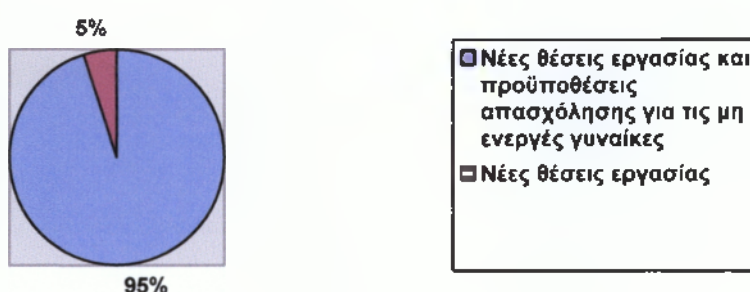 5%
95%
Νέες θέσεις εργασίας και
προϋποθέσεις
απασχόλησης για τις μη
ενεργές γυναίκες
Νέες θέσεις εργασίας